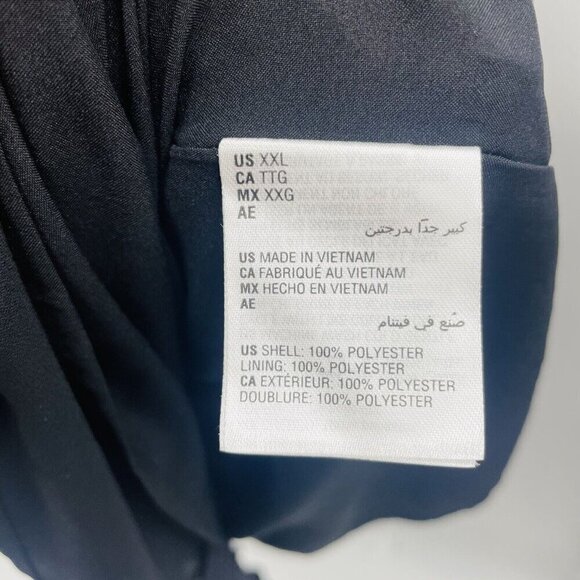 US XXL
CA TTG
MX XXG
AE
كبير جدًا بدرجتين
US MADE IN VIETNAM
CA FABRIQUÉ AU VIETNAM
MX HECHO EN VIETNAM
AE
صُنع في فيتنام
US SHELL: 100% POLYESTER
LINING: 100% POLYESTER
CA EXTÉRIEUR: 100% POLYESTER
DOUBLURE: 100% POLYESTER